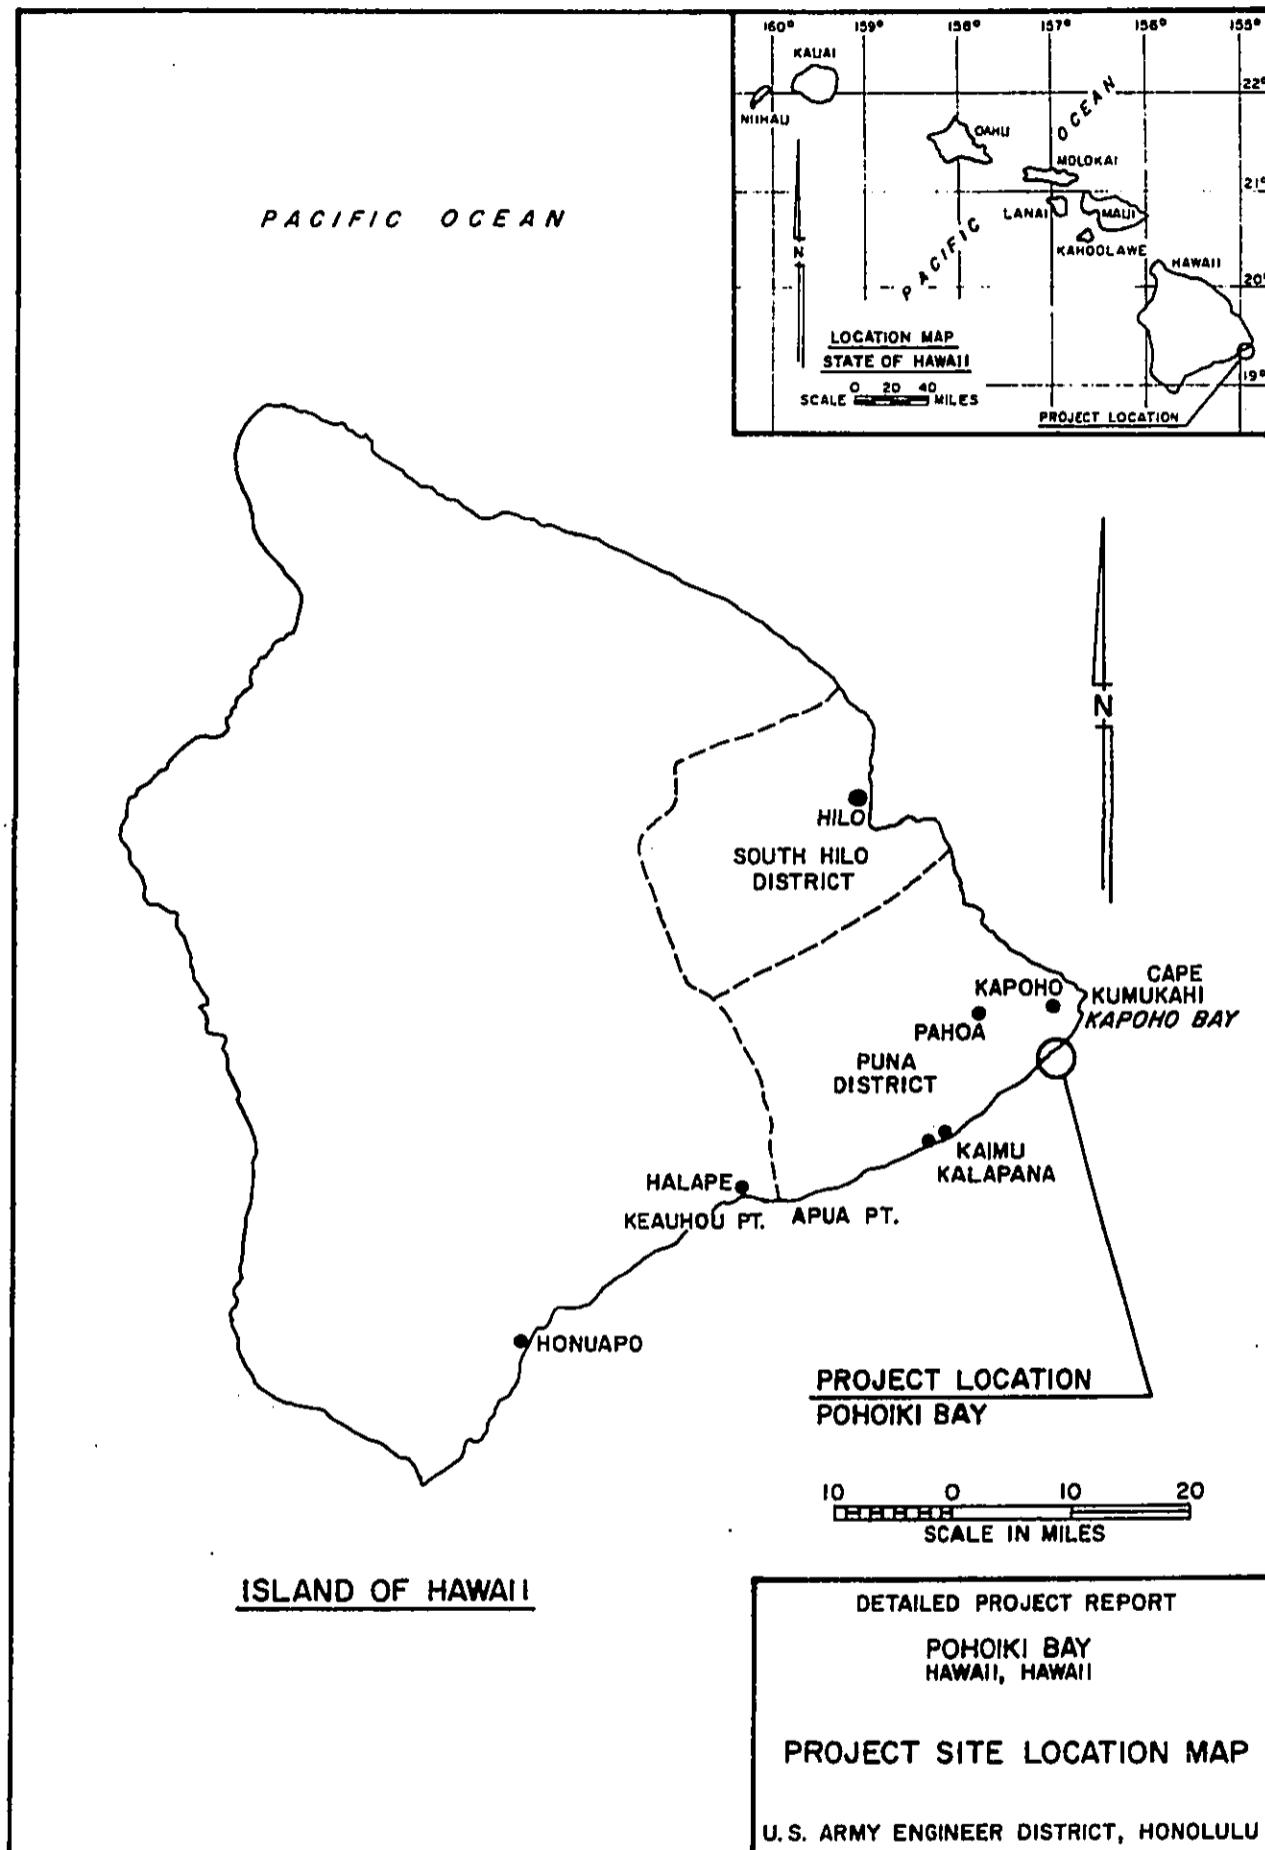 160° 159° 158° 157° 156° 155°
KAUAI
22°
NIIHAU
OAHU
OCEAN
MOLOKAI
21°
LANAI
MAUI
KAHOOLAWE
PACIFIC
HAWAII
N
20°
LOCATION MAP
STATE OF HAWAII
19°
0 20 40
SCALE MILES
PROJECT LOCATION
PACIFIC OCEAN
N
HILO
SOUTH HILO
DISTRICT
CAPE
KUMUKAHI
KAPOHO
KAPOHO BAY
PAHOA
PUNA
DISTRICT
KAIMU
KALAPANA
HALAPE
KEAUHOU PT.
APUA PT.
HONUAPO
PROJECT LOCATION
POHOIKI BAY
10 0 10 20
SCALE IN MILES
ISLAND OF HAWAII
DETAILED PROJECT REPORT
POHOIKI BAY
HAWAII, HAWAII
PROJECT SITE LOCATION MAP
U.S. ARMY ENGINEER DISTRICT, HONOLULU